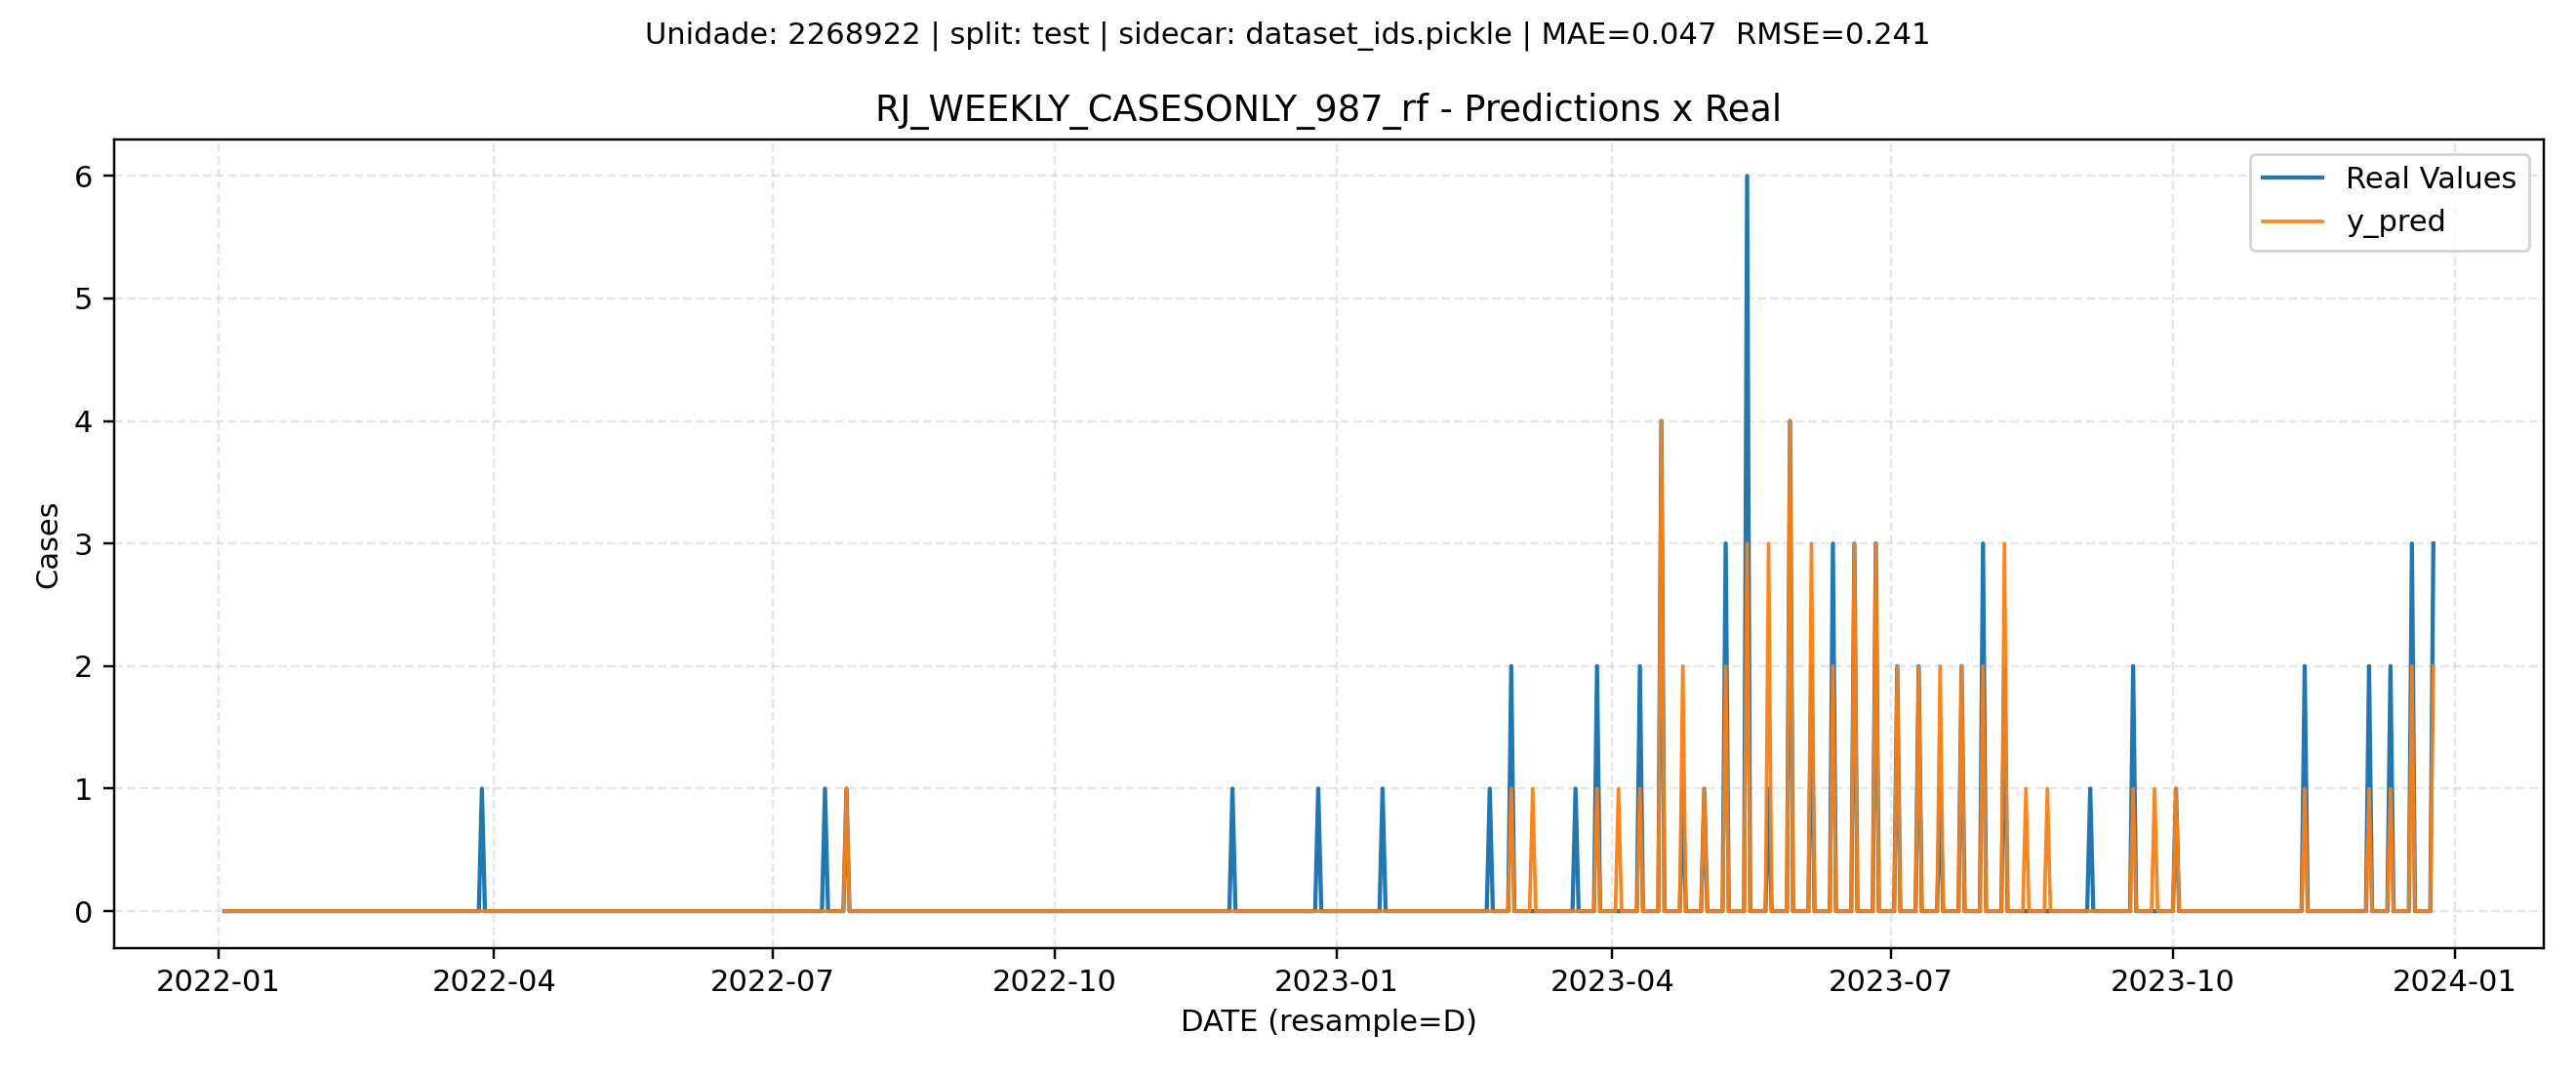 Unidade: 2268922 | split: test | sidecar: dataset_ids.pickle | MAE=0.047  RMSE=0.241
RJ_WEEKLY_CASESONLY_987_rf - Predictions x Real
Real Values
y_pred
6
5
4
3
2
1
0
Cases
2022-01
2022-04
2022-07
2022-10
2023-01
2023-04
2023-07
2023-10
2024-01
DATE (resample=D)